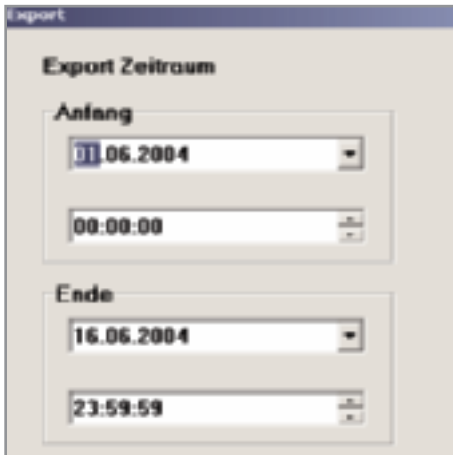 Export
Export Zeitraum
Anfang
01.06.2004
00:00:00
Ende
16.06.2004
23:59:59